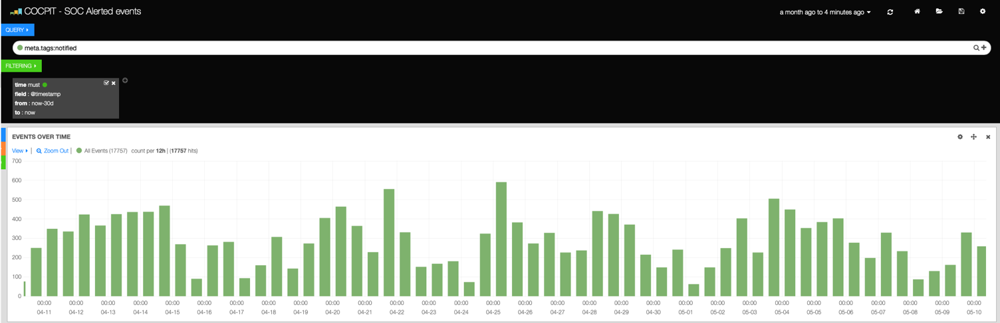 COCPIT - SOC Alerted events
a month ago to 4 minutes ago
QUERY
meta.tags:notified
FILTERING
time must
field : @timestamp
from : now-30d
to : now
EVENTS OVER TIME
View | Zoom Out | All Events (17757) count per 12h | (17757 hits)
700
600
500
400
300
200
100
0
00:00 00:00 00:00 00:00 00:00 00:00 00:00 00:00 00:00 00:00 00:00 00:00 00:00 00:00 00:00 00:00 00:00 00:00 00:00 00:00 00:00 00:00 00:00 00:00 00:00 00:00 00:00 00:00 00:00 00:00
04-11 04-12 04-13 04-14 04-15 04-16 04-17 04-18 04-19 04-20 04-21 04-22 04-23 04-24 04-25 04-26 04-27 04-28 04-29 04-30 05-01 05-02 05-03 05-04 05-05 05-06 05-07 05-08 05-09 05-10